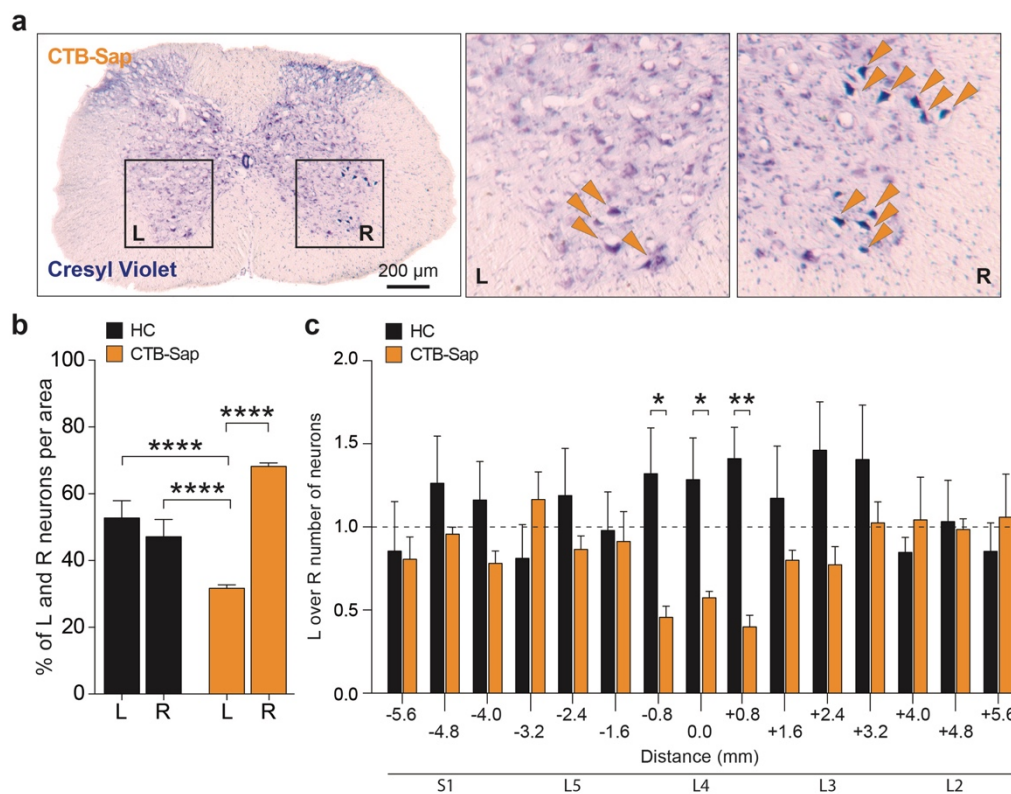 a
CTB-Sap
L
R
Cresyl Violet
200 µm
L
R
b
HC
CTB-Sap
% of L and R neurons per area
100
80
60
40
20
0
****
****
****
L R L R
c
HC
CTB-Sap
L over R number of neurons
2.0
1.5
1.0
0.5
0.0
* * **
-5.6 -4.0 -2.4 -0.8 +0.8 +2.4 +4.0 +5.6
-4.8 -3.2 -1.6 0.0 +1.6 +3.2 +4.8
Distance (mm)
S1 L5 L4 L3 L2